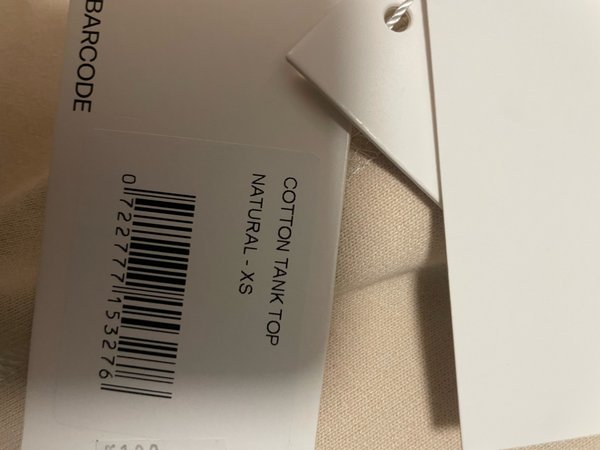 BARCODE
COTTON TANK TOP
NATURAL - XS
0 722777 153276